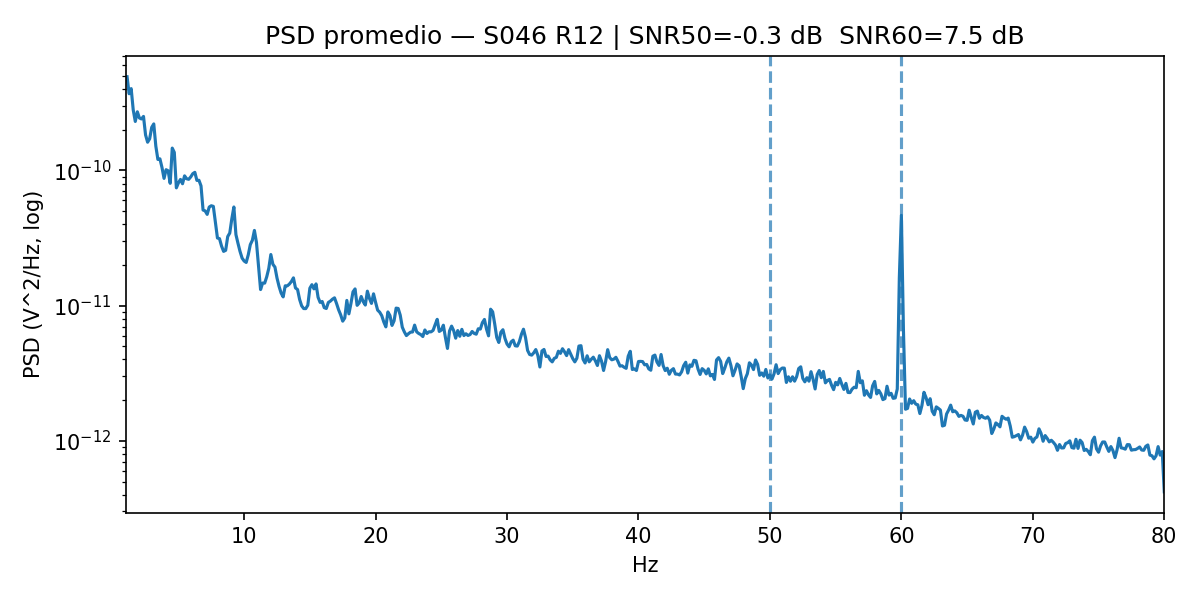 PSD promedio — S046 R12 | SNR50=-0.3 dB  SNR60=7.5 dB
PSD (V^2/Hz, log)
10⁻¹⁰
10⁻¹¹
10⁻¹²
10 20 30 40 50 60 70 80
Hz